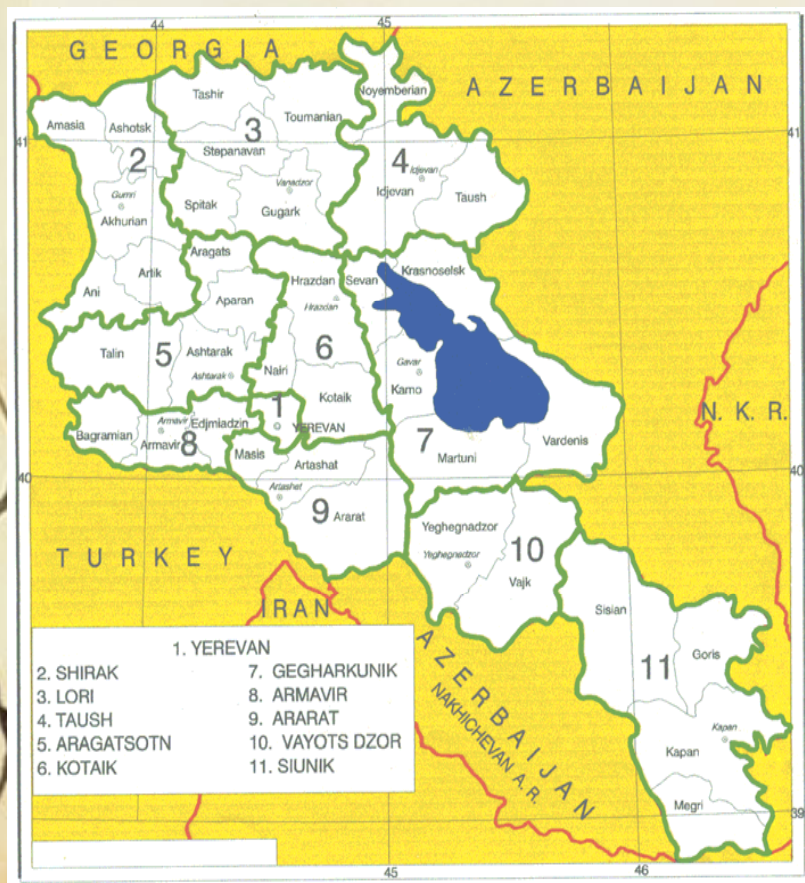 44
45
GEORGIA
AZERBAIJAN
Tashir
Noyemberian
Amasia
Ashotsk
3
Toumanian
41
41
Stepanavan
2
4
Idjevan
Vanadzor
Gumri
Idjevan
Taush
Spitak
Gugark
Akhurian
Aragats
Artik
Hrazdan
Sevan
Krasnoselsk
Ani
Aparan
Hrazdan
Talin
5
Ashtarak
6
Nairi
Gavar
Ashtarak
Kamo
Kotaik
1
N.K.R.
Armavir
Edjmiadzin
YEREVAN
Bagramian
Armavir
8
7
Vardenis
Masis
Martuni
Artashat
40
40
Artashet
9
Ararat
Yeghegnadzor
10
TURKEY
Yeghegnadzor
Vajk
IRAN
Sisian
Goris
11
AZERBAIJAN
NAKHICHEVAN A.R.
Kapan
Kapan
Megri
39
45
46
1. YEREVAN
2. SHIRAK
3. LORI
4. TAUSH
5. ARAGATSOTN
6. KOTAIK
7. GEGHARKUNIK
8. ARMAVIR
9. ARARAT
10. VAYOTS DZOR
11. SIUNIK